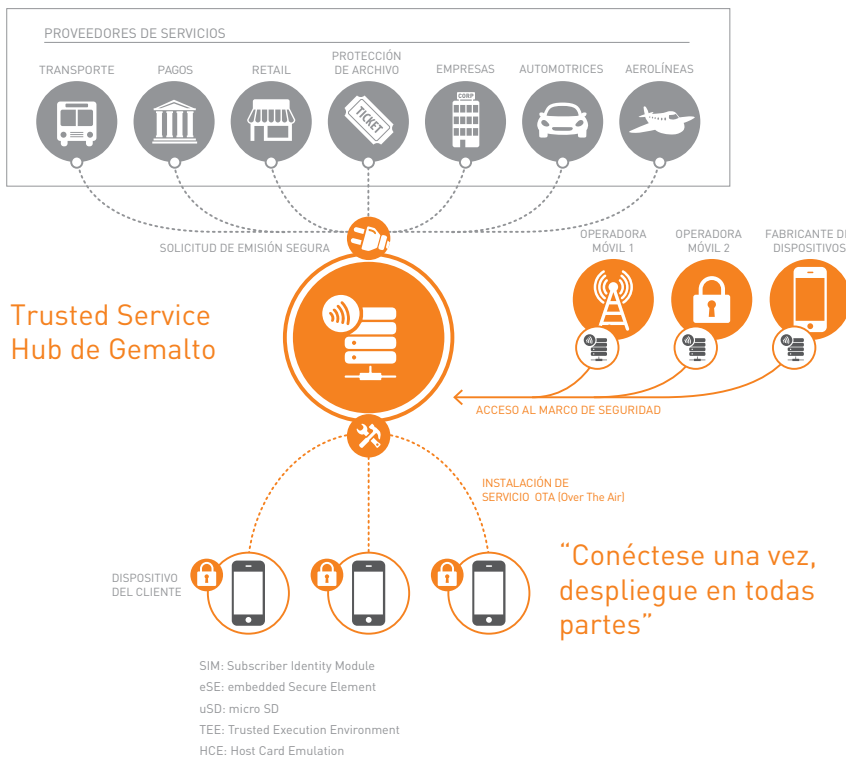 PROVEEDORES DE SERVICIOS
TRANSPORTE
PAGOS
RETAIL
PROTECCIÓN
DE ARCHIVO
EMPRESAS
AUTOMOTRICES
AEROLÍNEAS
CORP
TICKET
SOLICITUD DE EMISIÓN SEGURA
OPERADORA
MÓVIL 1
OPERADORA
MÓVIL 2
FABRICANTE DE
DISPOSITIVOS
Trusted Service
Hub de Gemalto
ACCESO AL MARCO DE SEGURIDAD
INSTALACIÓN DE
SERVICIO OTA (Over The Air)
DISPOSITIVO
DEL CLIENTE
“Conéctese una vez,
despliegue en todas
partes”
SIM: Subscriber Identity Module
eSE: embedded Secure Element
uSD: micro SD
TEE: Trusted Execution Environment
HCE: Host Card Emulation